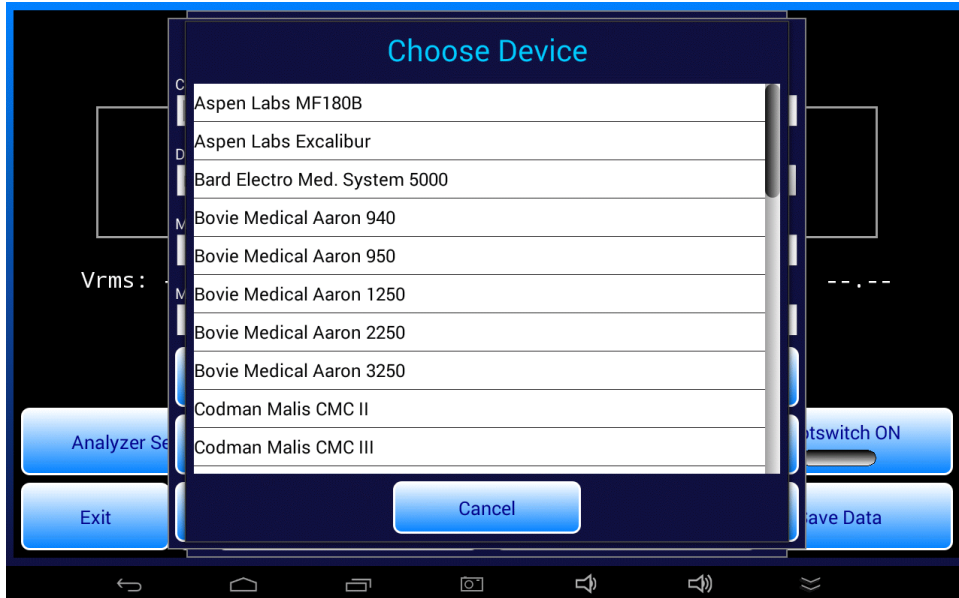 Choose Device
C
Aspen Labs MF180B
Aspen Labs Excalibur
D
Bard Electro Med. System 5000
M
Bovie Medical Aaron 940
Bovie Medical Aaron 950
Vrms: - --.--
M
Bovie Medical Aaron 1250
Bovie Medical Aaron 2250
Bovie Medical Aaron 3250
Codman Malis CMC II
Codman Malis CMC III
Analyzer Se
otswitch ON
Cancel
Exit
ave Data